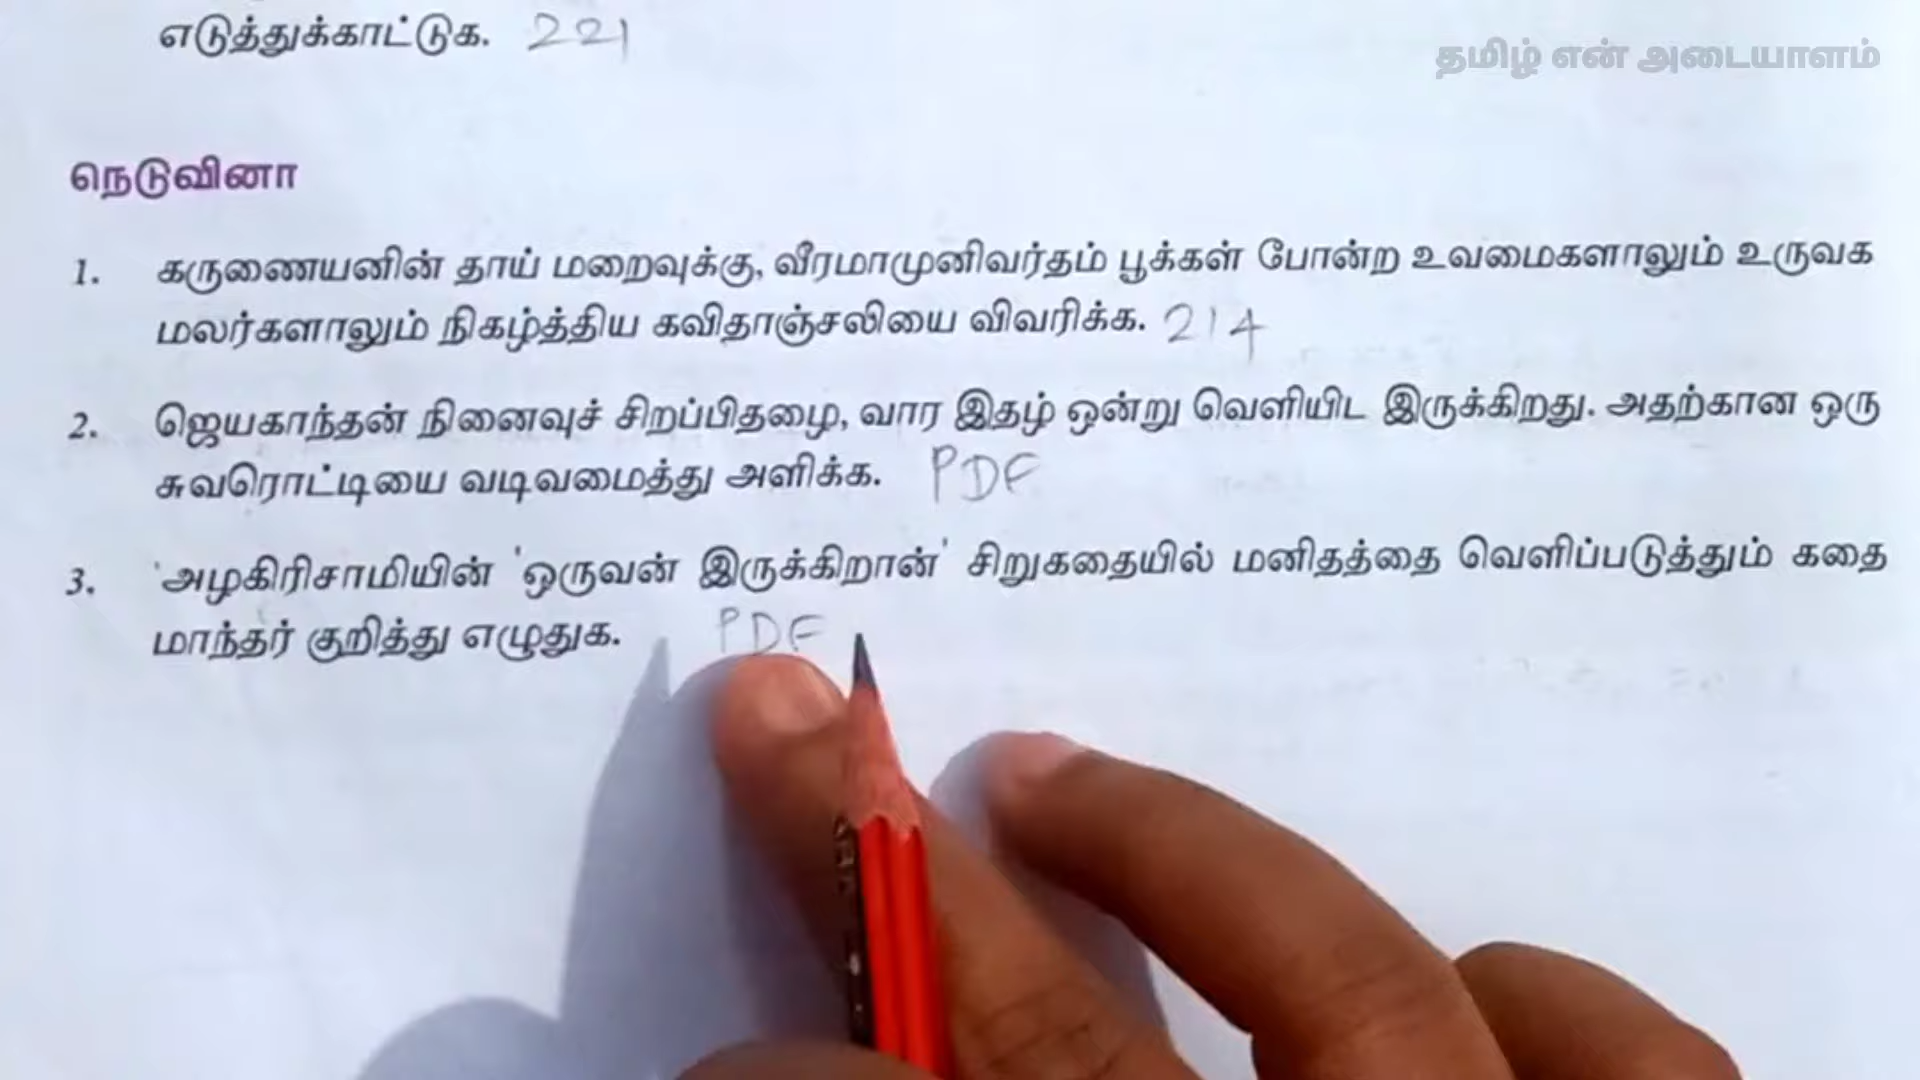 எடுத்துக்காட்டுக. 221
தமிழ் என் அடையாளம்
நெடுவினா
1. கருணையனின் தாய் மறைவுக்கு, வீரமாமுனிவர்தம் பூக்கள் போன்ற உவமைகளாலும் உருவக
மலர்களாலும் நிகழ்த்திய கவிதாஞ்சலியை விவரிக்க. 214
2. ஜெயகாந்தன் நினைவுச் சிறப்பிதழை, வார இதழ் ஒன்று வெளியிட இருக்கிறது. அதற்கான ஒரு
சுவரொட்டியை வடிவமைத்து அளிக்க. PDF
3. 'அழகிரிசாமியின் 'ஒருவன் இருக்கிறான்' சிறுகதையில் மனிதத்தை வெளிப்படுத்தும் கதை
மாந்தர் குறித்து எழுதுக. PDF